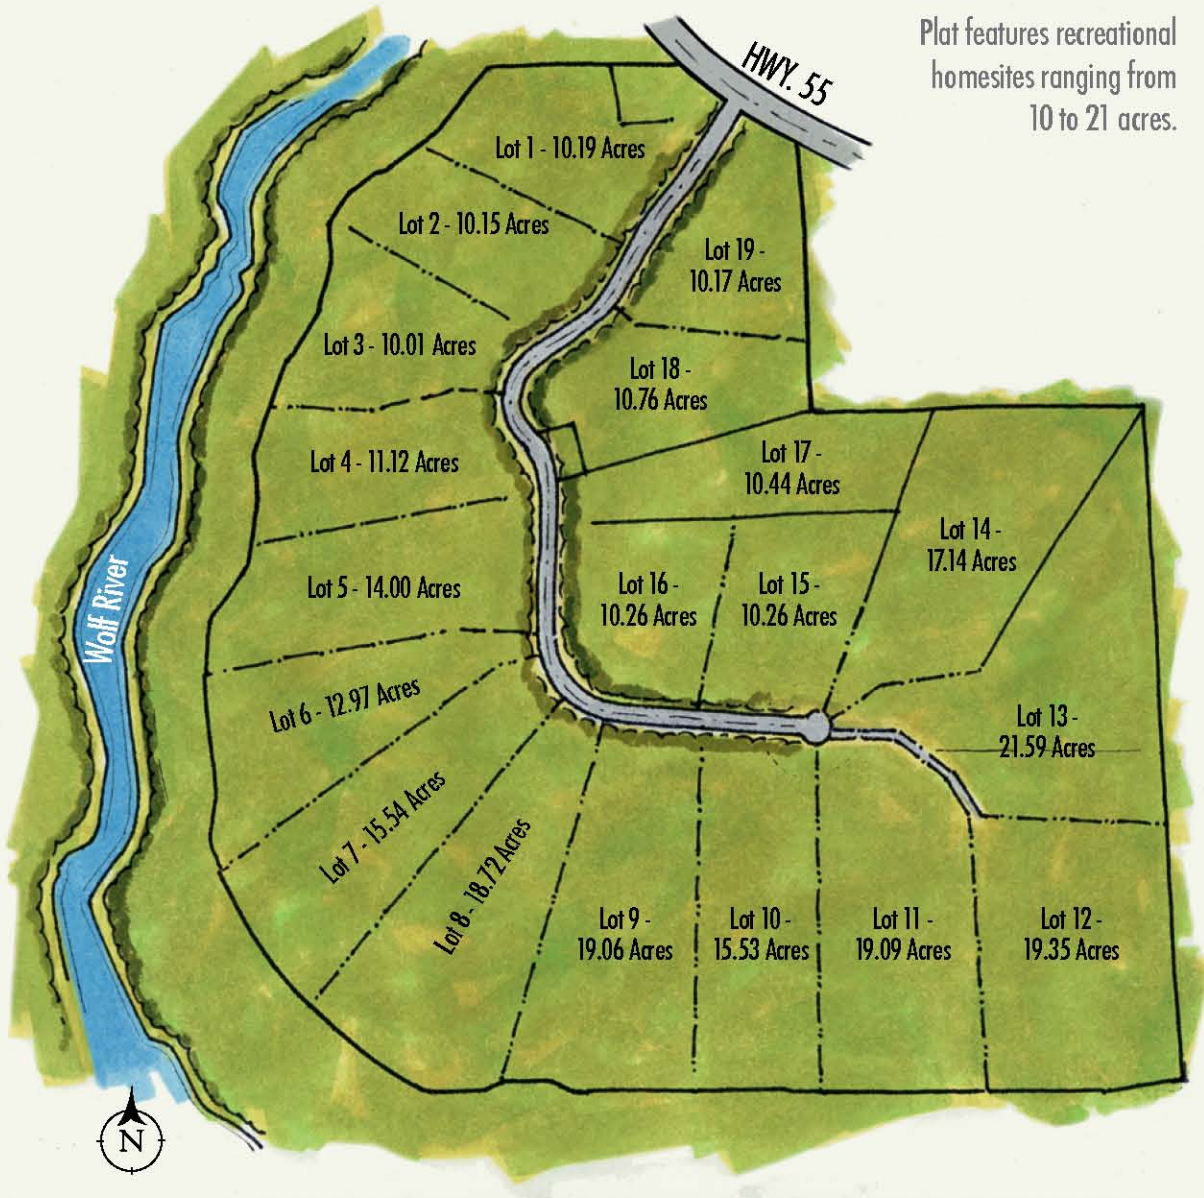 Plat features recreational
homesites ranging from
10 to 21 acres.
HWY. 55
Lot 1 - 10.19 Acres
Lot 2 - 10.15 Acres
Lot 19 -
10.17 Acres
Lot 3 - 10.01 Acres
Lot 18 -
10.76 Acres
Lot 4 - 11.12 Acres
Lot 17 -
10.44 Acres
Lot 14 -
17.14 Acres
Lot 5 - 14.00 Acres
Lot 16 -
10.26 Acres
Lot 15 -
10.26 Acres
Wolf River
Lot 6 - 12.97 Acres
Lot 13 -
21.59 Acres
Lot 7 - 15.54 Acres
Lot 8 - 18.72 Acres
Lot 9 -
19.06 Acres
Lot 10 -
15.53 Acres
Lot 11 -
19.09 Acres
Lot 12 -
19.35 Acres
N